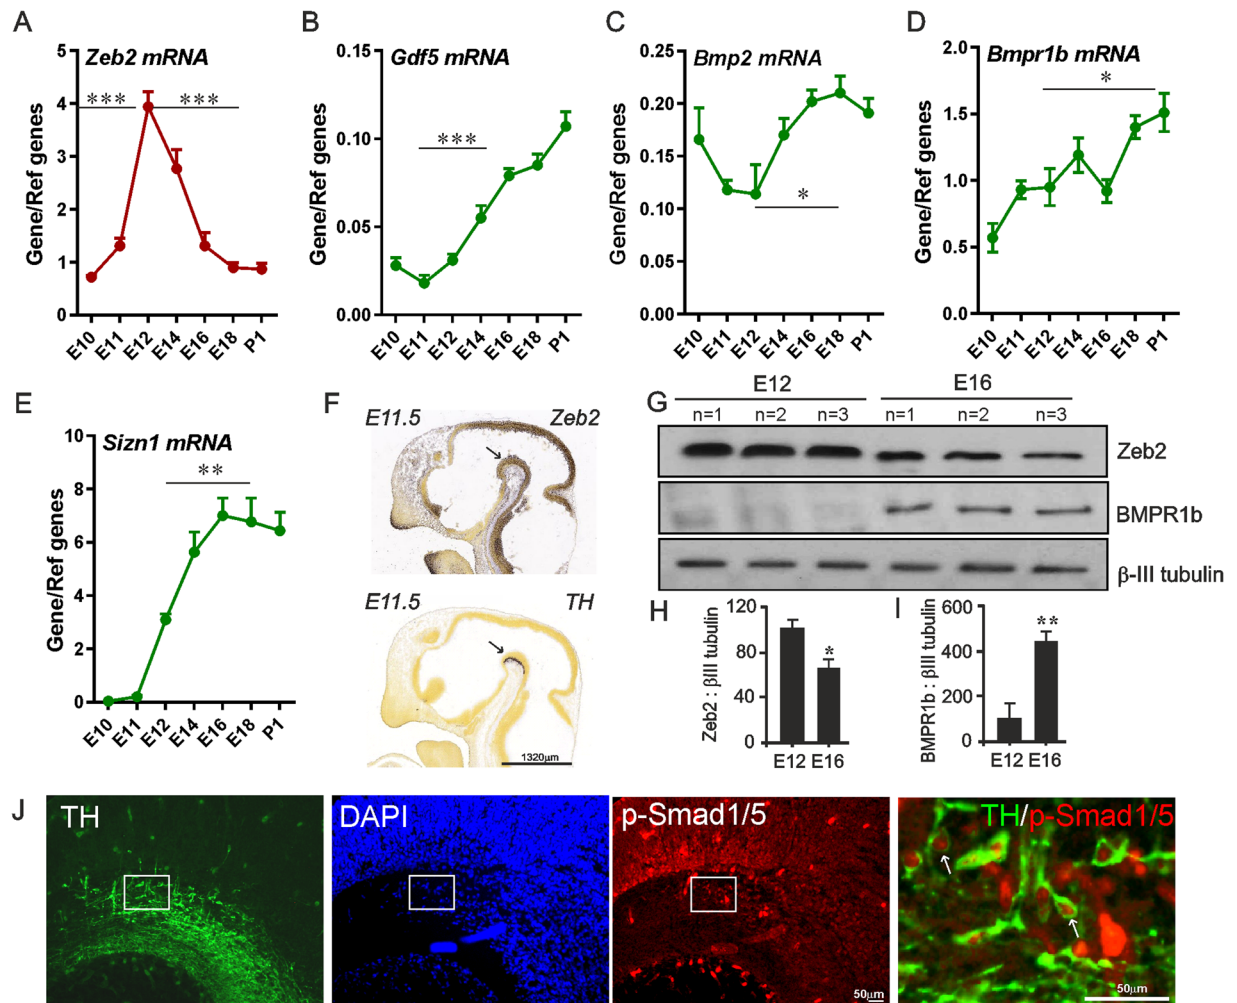 A
Zeb2 mRNA
Gene/Ref genes
5
4
3
2
1
0
***
***
E10
E11
E12
E14
E16
E18
P1
B
Gdf5 mRNA
Gene/Ref genes
0.15
0.10
0.05
0.00
***
E10
E11
E12
E14
E16
E18
P1
C
Bmp2 mRNA
Gene/Ref genes
0.25
0.20
0.15
0.10
0.05
0.00
*
E10
E11
E12
E14
E16
E18
P1
D
Bmpr1b mRNA
Gene/Ref genes
2.0
1.5
1.0
0.5
0.0
*
E10
E11
E12
E14
E16
E18
P1
E
Sizn1 mRNA
Gene/Ref genes
10
8
6
4
2
0
**
E10
E11
E12
E14
E16
E18
P1
F
E11.5 Zeb2
E11.5 TH
1320μm
G
E12 E16
n=1 n=2 n=3 n=1 n=2 n=3
Zeb2
BMPR1b
β-III tubulin
H
Zeb2 : βIII tubulin
120
80
40
0
*
E12 E16
I
BMPR1b : βIII tubulin
600
400
200
0
**
E12 E16
J
TH
DAPI
p-Smad1/5
50μm
TH/p-Smad1/5
50μm